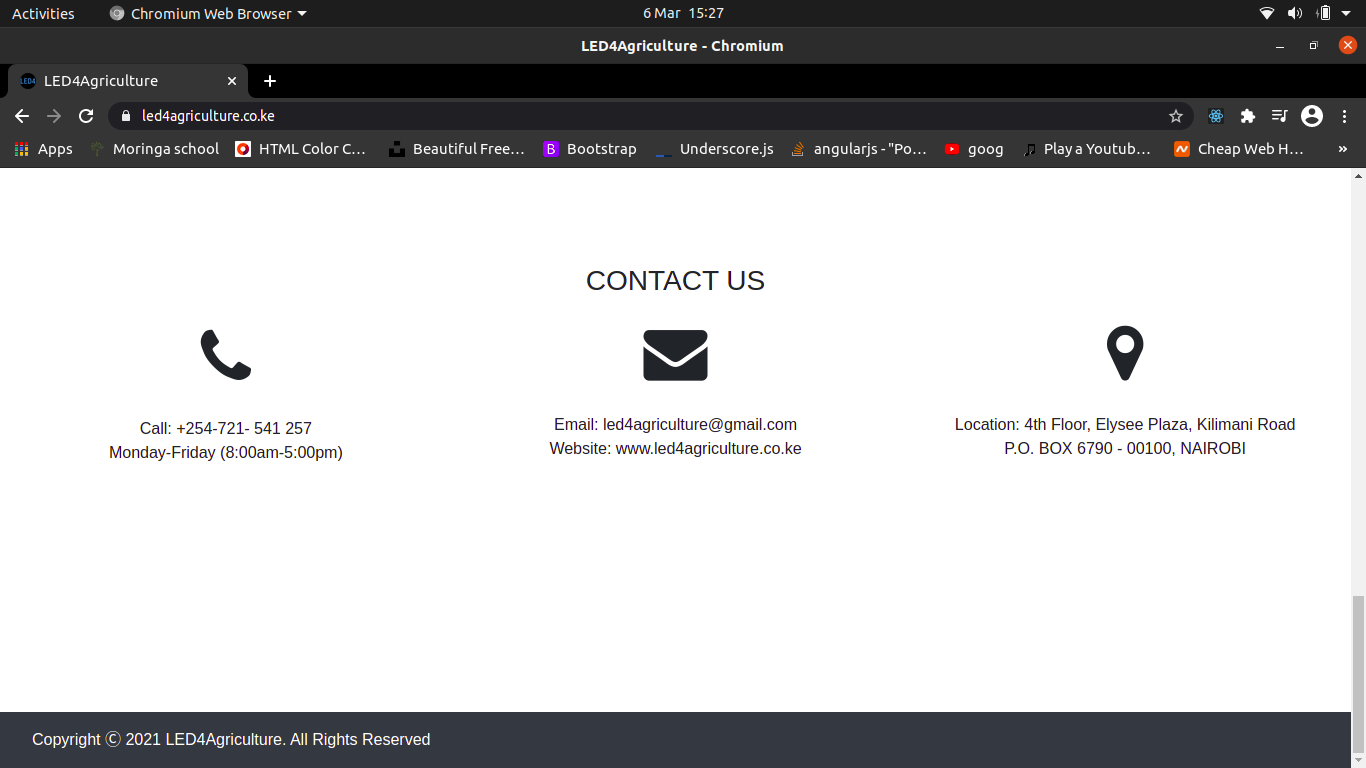 Activities
Chromium Web Browser
6 Mar 15:27
LED4Agriculture - Chromium
LED4
LED4Agriculture
led4agriculture.co.ke
Apps
Moringa school
HTML Color C...
Beautiful Free...
B
Bootstrap
Underscore.js
angularjs - "Po...
goog
Play a Youtub...
Cheap Web H...
»
CONTACT US
Call: +254-721- 541 257
Monday-Friday (8:00am-5:00pm)
Email: led4agriculture@gmail.com
Website: www.led4agriculture.co.ke
Location: 4th Floor, Elysee Plaza, Kilimani Road
P.O. BOX 6790 - 00100, NAIROBI
Copyright Ⓒ 2021 LED4Agriculture. All Rights Reserved